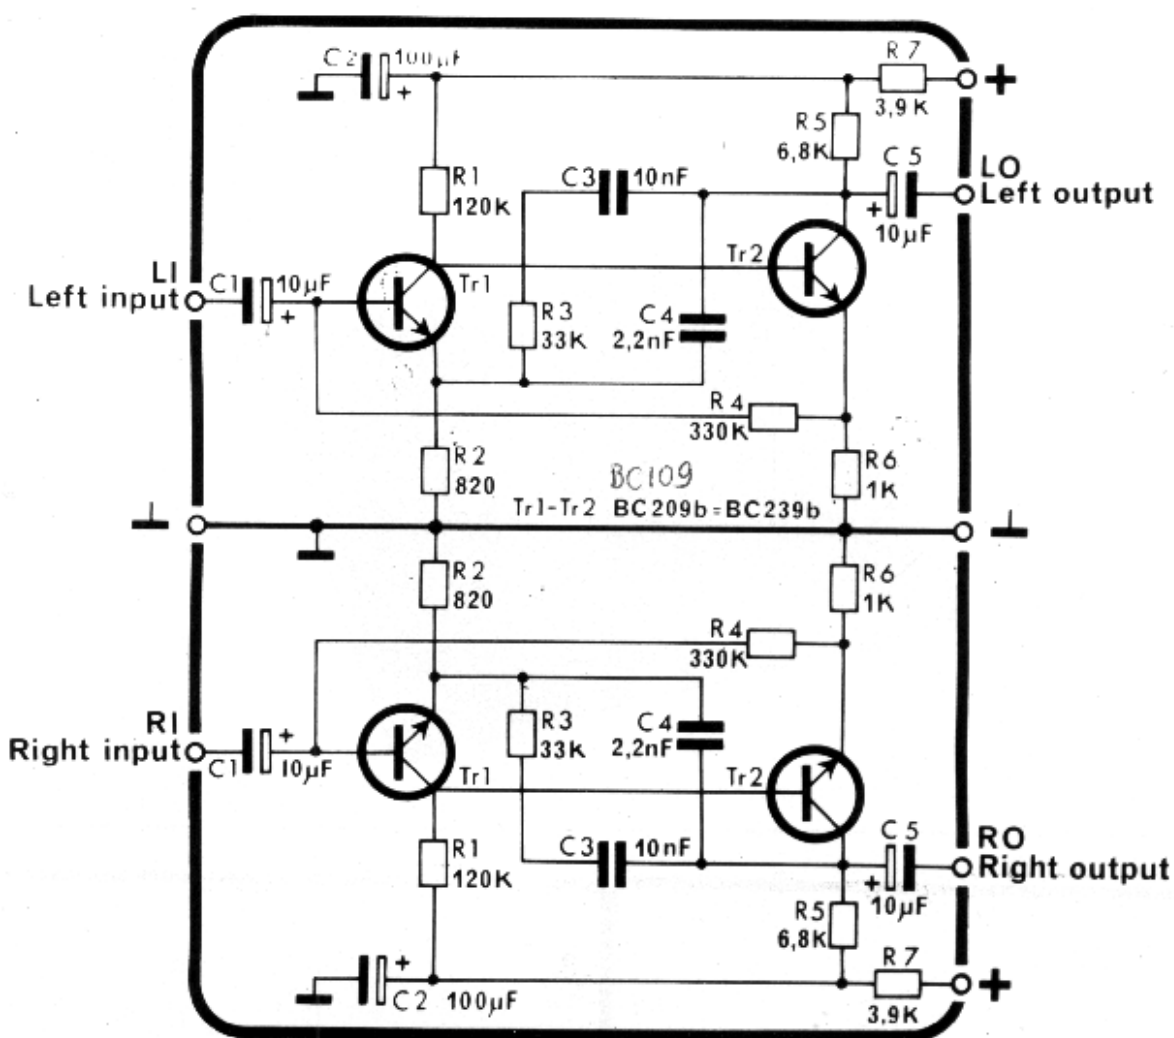 C2 100µF
R7
3,9K
+
R5
6,8K
C5
10µF
+
LO
Left output
R1
120K
C3 10nF
LI
Left input
C1 10µF
+
Tr1
Tr2
R3
33K
C4
2,2nF
R4
330K
R2
820
R6
1K
BC109
Tr1-Tr2 BC209b=BC239b
R2
820
R6
1K
R4
330K
RI
Right input
C1
+
10µF
R3
33K
C4
2,2nF
Tr1
Tr2
R1
120K
C3 10nF
C5
+
10µF
RO
Right output
R5
6,8K
R7
3,9K
+
+
C2 100µF